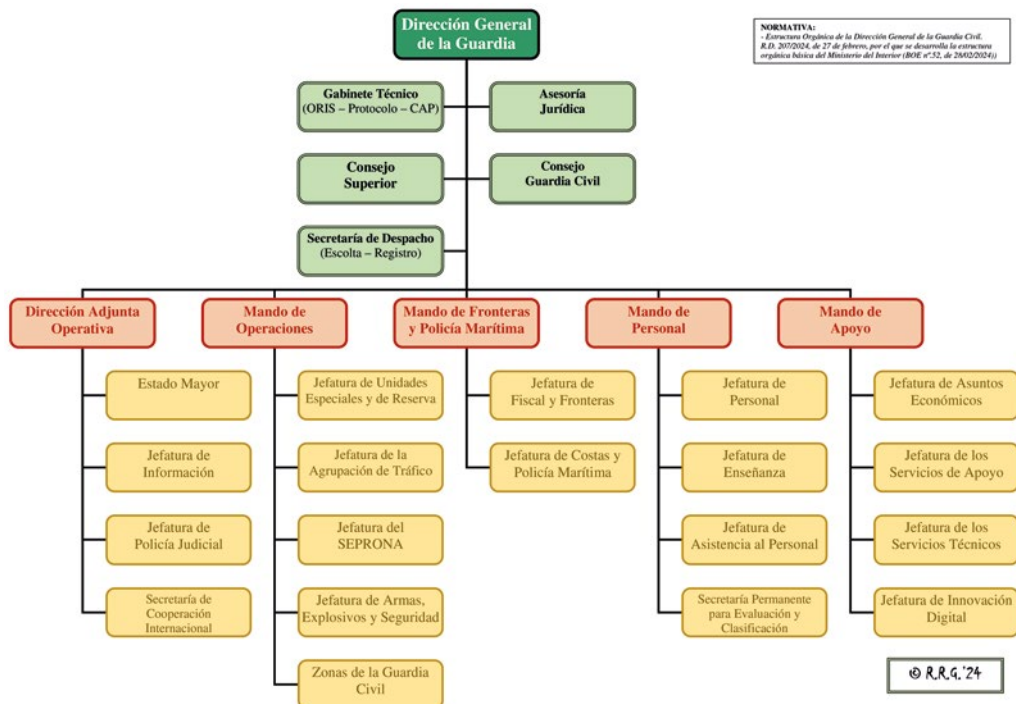 Dirección General
de la Guardia
NORMATIVA:
- Estructura Orgánica de la Dirección General de la Guardia Civil.
R.D. 207/2024, de 27 de febrero, por el que se desarrolla la estructura
orgánica básica del Ministerio del Interior (BOE nº.52, de 28/02/2024))
Gabinete Técnico
(ORIS – Protocolo – CAP)
Asesoría
Jurídica
Consejo
Superior
Consejo
Guardia Civil
Secretaría de Despacho
(Escolta – Registro)
Dirección Adjunta
Operativa
Mando de
Operaciones
Mando de Fronteras
y Policía Marítima
Mando de
Personal
Mando de
Apoyo
Estado Mayor
Jefatura de
Información
Jefatura de
Policía Judicial
Secretaría de
Cooperación
Internacional
Jefatura de Unidades
Especiales y de Reserva
Jefatura de la
Agrupación de Tráfico
Jefatura del
SEPRONA
Jefatura de Armas,
Explosivos y Seguridad
Zonas de la Guardia
Civil
Jefatura de
Fiscal y Fronteras
Jefatura de Costas y
Policía Marítima
Jefatura de
Personal
Jefatura de
Enseñanza
Jefatura de
Asistencia al Personal
Secretaría Permanente
para Evaluación y
Clasificación
Jefatura de Asuntos
Económicos
Jefatura de los
Servicios de Apoyo
Jefatura de los
Servicios Técnicos
Jefatura de Innovación
Digital
© R.R.G.'24